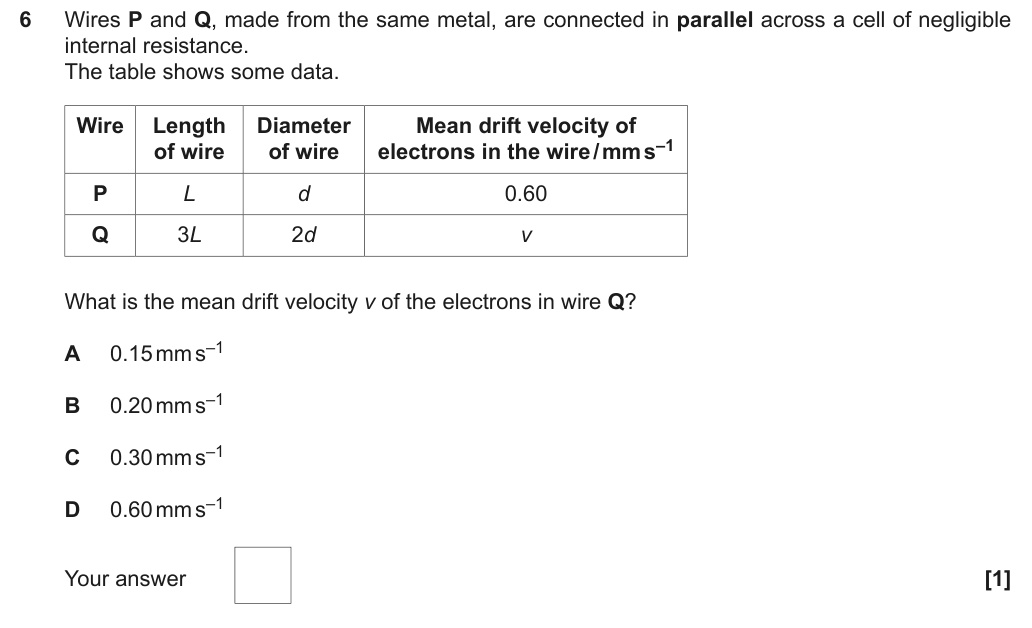 6 Wires P and Q, made from the same metal, are connected in parallel across a cell of negligible
internal resistance.
The table shows some data.
Wire Length of wire Diameter of wire Mean drift velocity of electrons in the wire / mm s⁻¹
P L d 0.60
Q 3L 2d v
What is the mean drift velocity v of the electrons in wire Q?
A 0.15 mm s⁻¹
B 0.20 mm s⁻¹
C 0.30 mm s⁻¹
D 0.60 mm s⁻¹
Your answer [1]